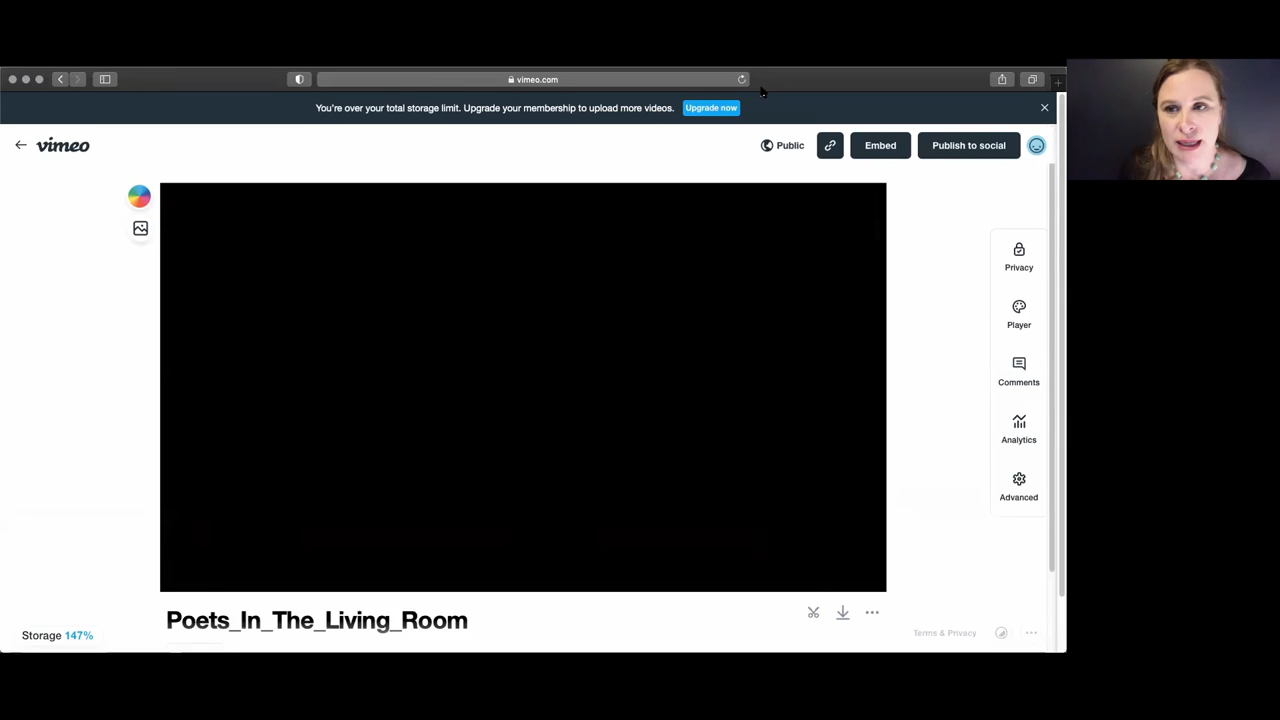 vimeo.com
You're over your total storage limit. Upgrade your membership to upload more videos. Upgrade now
vimeo
Public
Embed
Publish to social
Privacy
Player
Comments
Analytics
Advanced
Poets_In_The_Living_Room
Storage 147%
Terms & Privacy